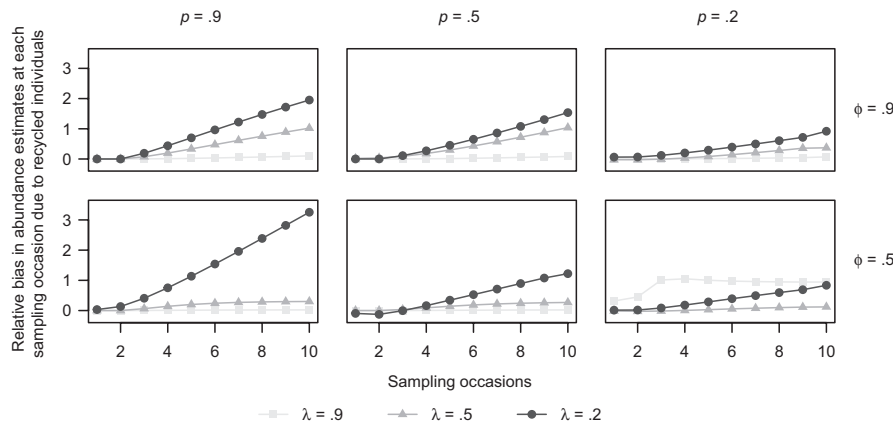 p = .9
p = .5
p = .2
Relative bias in abundance estimates at each
sampling occasion due to recycled individuals
3
2
1
0
ϕ = .9
3
2
1
0
ϕ = .5
2 4 6 8 10
2 4 6 8 10
2 4 6 8 10
Sampling occasions
λ = .9 λ = .5 λ = .2